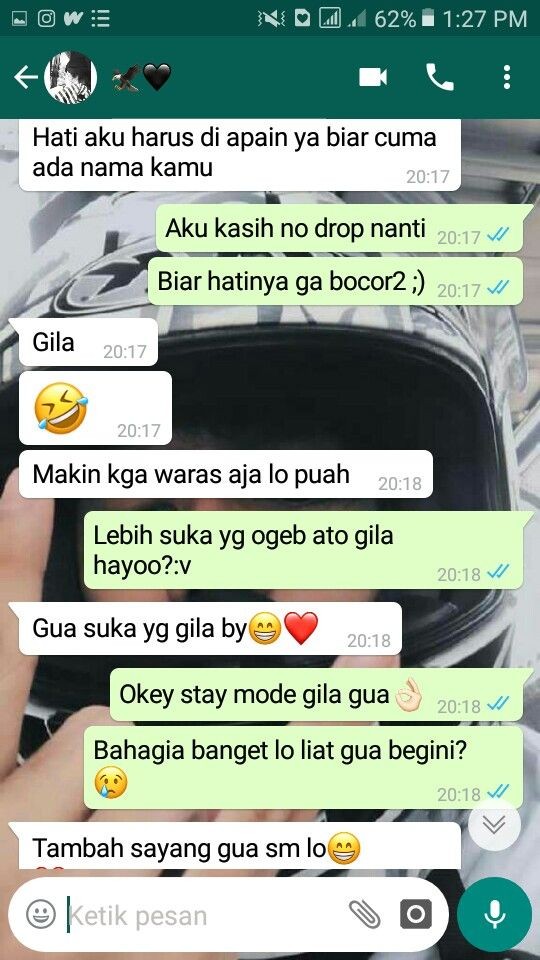 62% 1:27 PM
Hati aku harus di apain ya biar cuma
ada nama kamu
20:17
Aku kasih no drop nanti 20:17
Biar hatinya ga bocor2 ;) 20:17
Gila 20:17
🤣
20:17
Makin kga waras aja lo puah 20:18
Lebih suka yg ogeb ato gila
hayoo?:v
20:18
Gua suka yg gila by😁❤️ 20:18
Okey stay mode gila gua👌🏻 20:18
Bahagia banget lo liat gua begini?
😢
20:18
Tambah sayang gua sm lo😁
Ketik pesan